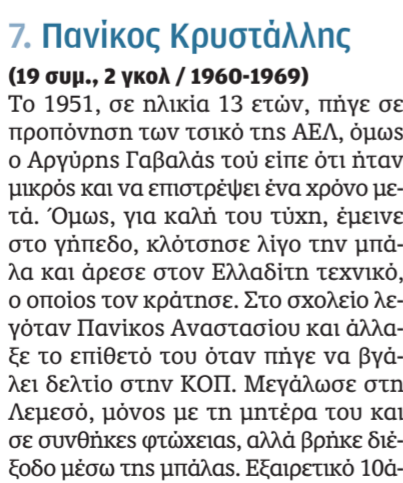 7. Πανίκος Κρυστάλλης
(19 συμ., 2 γκολ / 1960-1969)
Το 1951, σε ηλικία 13 ετών, πήγε σε
προπόνηση των τσικό της ΑΕΛ, όμως
ο Αργύρης Γαβαλάς τού είπε ότι ήταν
μικρός και να επιστρέψει ένα χρόνο με-
τά. Όμως, για καλή του τύχη, έμεινε
στο γήπεδο, κλότσησε λίγο την μπά-
λα και άρεσε στον Ελλαδίτη τεχνικό,
ο οποίος τον κράτησε. Στο σχολείο λε-
γόταν Πανίκος Αναστασίου και άλλα-
ξε το επίθετό του όταν πήγε να βγά-
λει δελτίο στην ΚΟΠ. Μεγάλωσε στη
Λεμεσό, μόνος με τη μητέρα του και
σε συνθήκες φτώχειας, αλλά βρήκε διέ-
ξοδο μέσω της μπάλας. Εξαιρετικό 10ά-